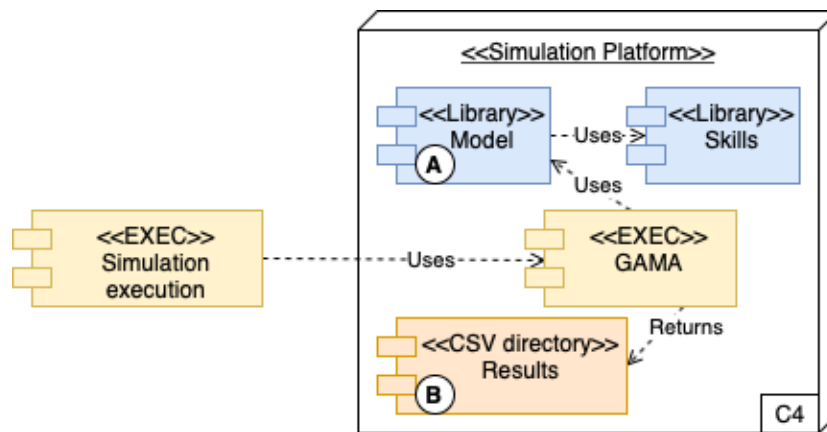 <<Simulation Platform>>
<<Library>>
Model
A
Uses
<<Library>>
Skills
Uses
<<EXEC>>
Simulation
execution
Uses
<<EXEC>>
GAMA
Returns
<<CSV directory>>
Results
B
C4